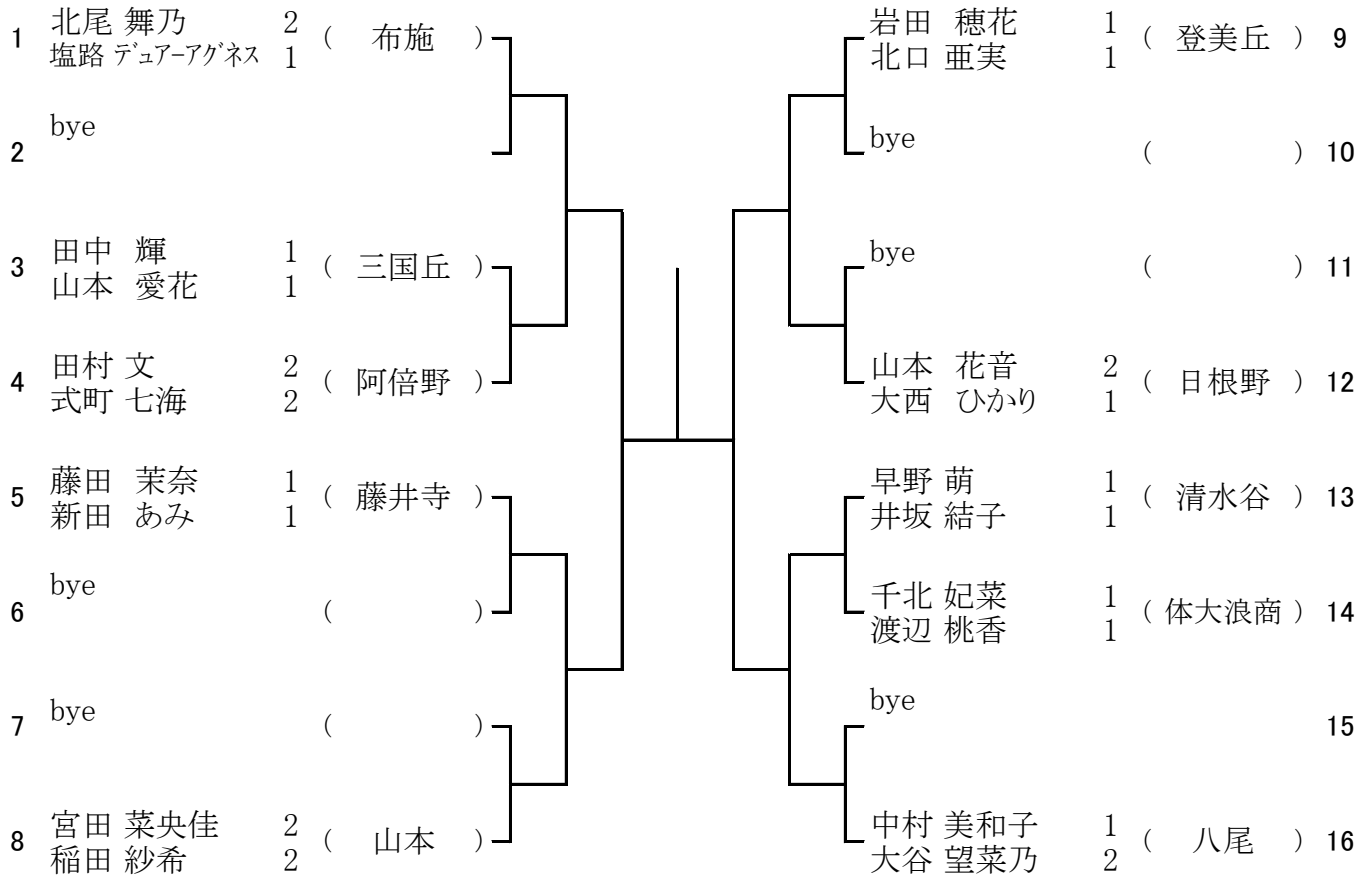 北尾 舞乃 2
1 ( 布施 )
塩路 デュアーアグネス 1
bye
2
田中 輝 1
3 ( 三国丘 )
山本 愛花 1
田村 文 2
4 ( 阿倍野 )
式町 七海 2
藤田 茉奈 1
5 ( 藤井寺 )
新田 あみ 1
bye
6 ( )
bye
7 ( )
宮田 菜央佳 2
8 ( 山本 )
稲田 紗希 2
岩田 穂花 1
( 登美丘 ) 9
北口 亜実 1
bye
( ) 10
bye
( ) 11
山本 花音 2
( 日根野 ) 12
大西 ひかり 1
早野 萌 1
( 清水谷 ) 13
井坂 結子 1
千北 妃菜 1
( 体大浪商 ) 14
渡辺 桃香 1
bye
15
中村 美和子 1
( 八尾 ) 16
大谷 望菜乃 2